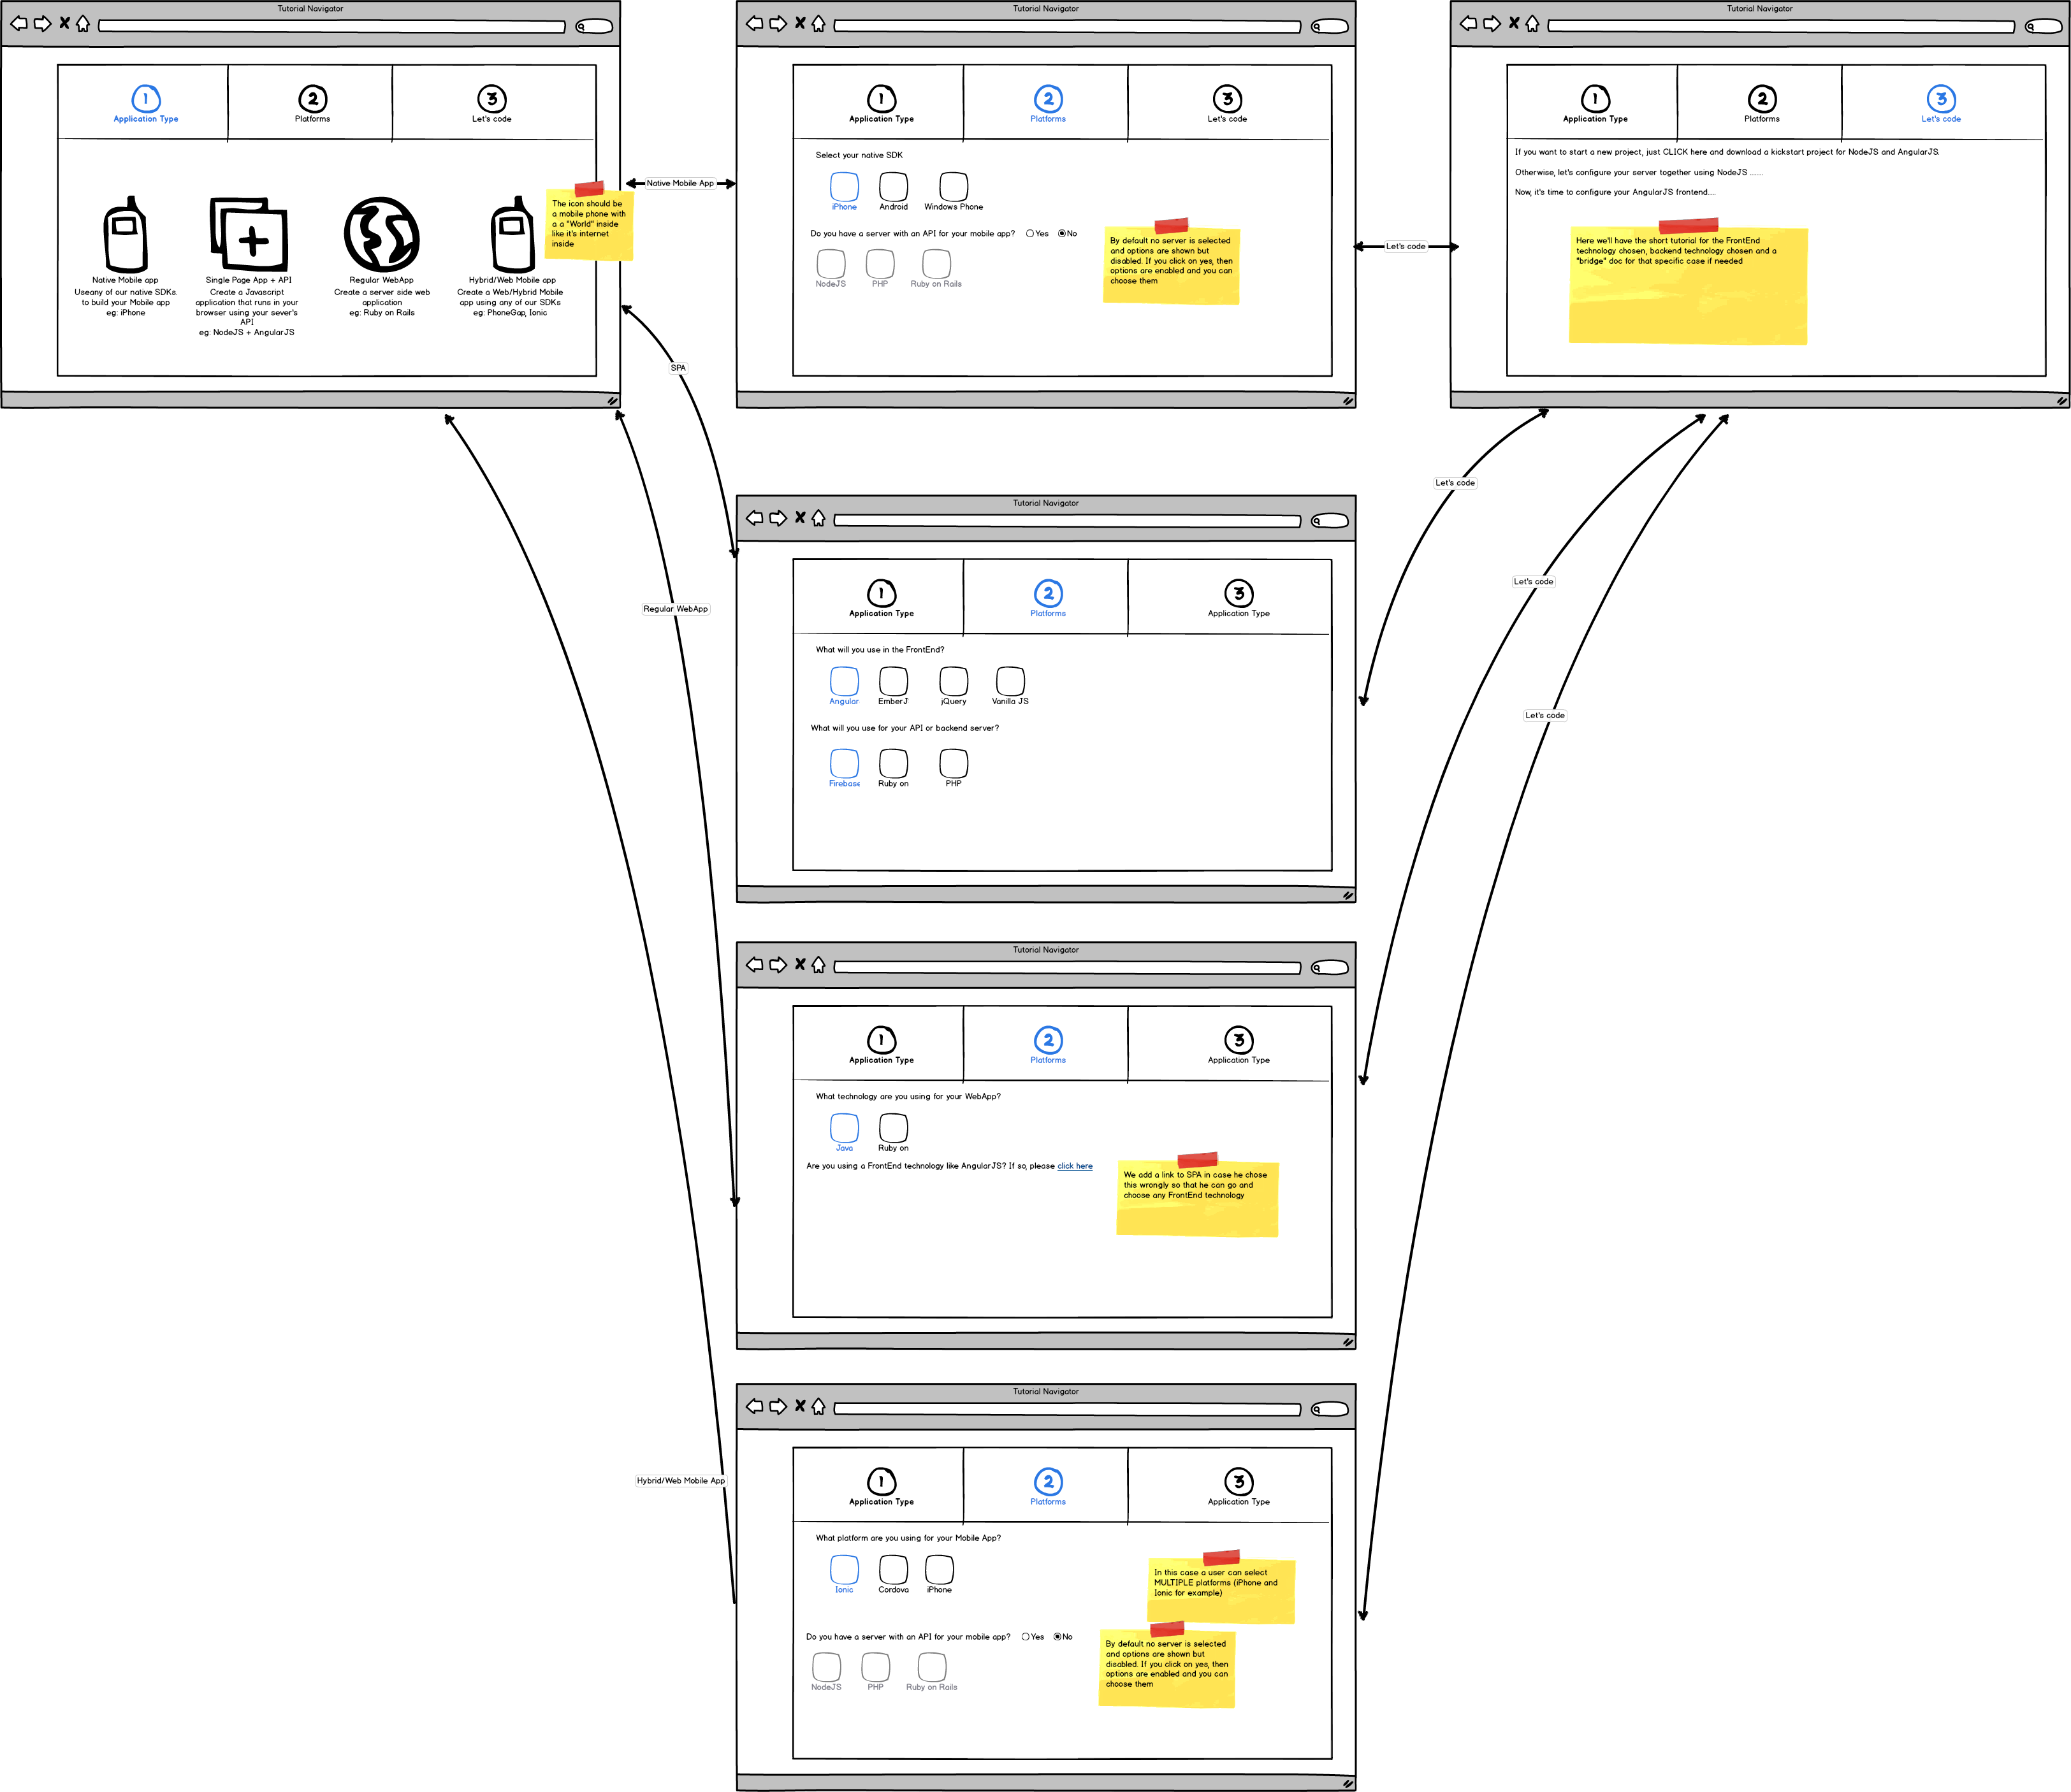 Tutorial Navigator
1
Application Type
2
Platforms
3
Let's code
Native Mobile app
Useany of our native SDKs.
to build your Mobile app
eg: iPhone
Single Page App + API
Create a Javascript
application that runs in your
browser using your sever's
API
eg: NodeJS + AngularJS
Regular WebApp
Create a server side web
application
eg: Ruby on Rails
Hybrid/Web Mobile app
Create a Web/Hybrid Mobile
app using any of our SDKs
eg: PhoneGap, Ionic
The icon should be
a mobile phone with
a a "World" inside
like it's internet
inside
Native Mobile App
Tutorial Navigator
1
Application Type
2
Platforms
3
Let's code
Select your native SDK
iPhone
Android
Windows Phone
Do you have a server with an API for your mobile app? Yes No
NodeJS
PHP
Ruby on Rails
By default no server is selected
and options are shown but
disabled. If you click on yes, then
options are enabled and you can
choose them
Let's code
Tutorial Navigator
1
Application Type
2
Platforms
3
Let's code
If you want to start a new project, just CLICK here and download a kickstart project for NodeJS and AngularJS.
Otherwise, let's configure your server together using NodeJS .......
Now, it's time to configure your AngularJS frontend....
Here we'll have the short tutorial for the FrontEnd
technology chosen, backend technology chosen and a
"bridge" doc for that specific case if needed
SPA
Let's code
Tutorial Navigator
1
Application Type
2
Platforms
3
Application Type
What will you use in the FrontEnd?
Angular
EmberJ
jQuery
Vanilla JS
What will you use for your API or backend server?
Firebase
Ruby on
PHP
Regular WebApp
Let's code
Let's code
Tutorial Navigator
1
Application Type
2
Platforms
3
Application Type
What technology are you using for your WebApp?
Java
Ruby on
Are you using a FrontEnd technology like AngularJS? If so, please click here
We add a link to SPA in case he chose
this wrongly so that he can go and
choose any FrontEnd technology
Hybrid/Web Mobile App
Tutorial Navigator
1
Application Type
2
Platforms
3
Application Type
What platform are you using for your Mobile App?
Ionic
Cordova
iPhone
In this case a user can select
MULTIPLE platforms (iPhone and
Ionic for example)
Do you have a server with an API for your mobile app? Yes No
NodeJS
PHP
Ruby on Rails
By default no server is selected
and options are shown but
disabled. If you click on yes, then
options are enabled and you can
choose them